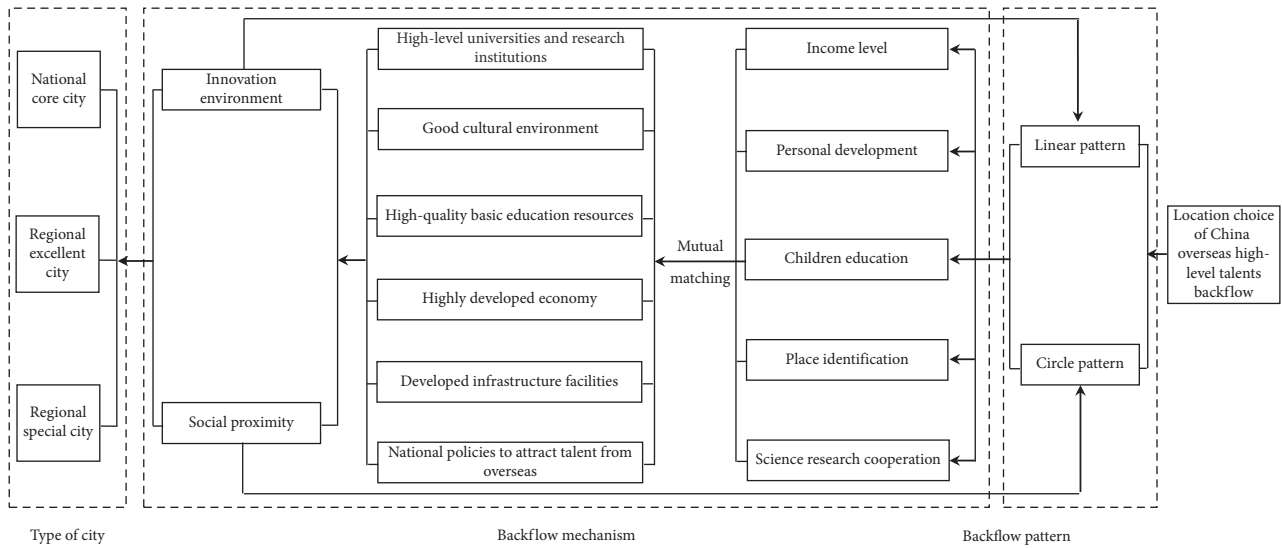 National
core city
Regional
excellent
city
Regional
special city
Type of city
Innovation
environment
Social proximity
High-level universities and research
institutions
Good cultural environment
High-quality basic education resources
Highly developed economy
Developed infrastructure facilities
National policies to attract talent from
overseas
Mutual
matching
Income level
Personal development
Children education
Place identification
Science research cooperation
Backflow mechanism
Linear pattern
Circle pattern
Backflow pattern
Location choice
of China
overseas high-
level talents
backflow